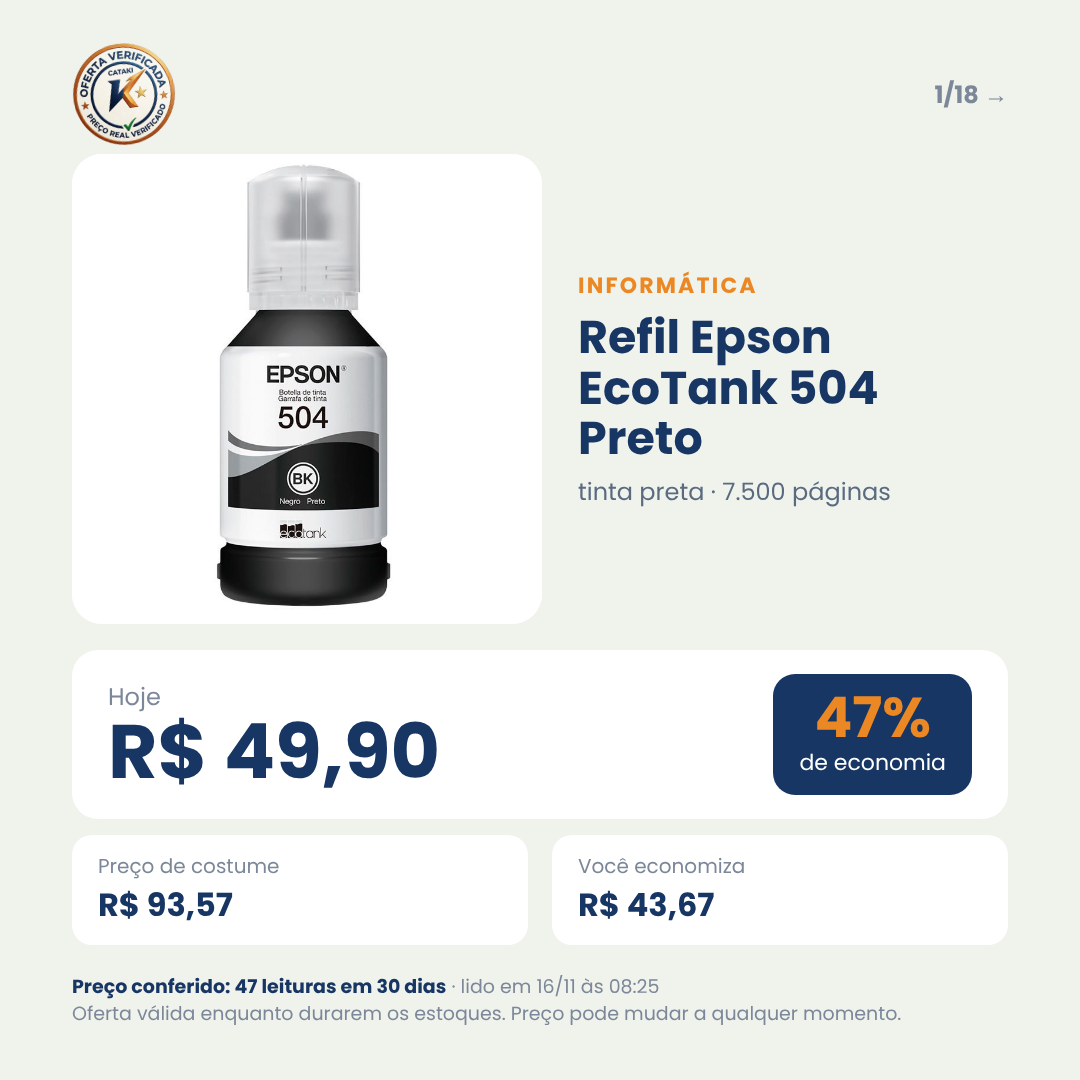 OFERTA VERIFICADA
CATAKI
K
PREÇO REAL VERIFICADO
1/18 →
EPSON
Botella de tinta
Garrafa de tinta
504
BK
Negro Preto
ecotank
INFORMÁTICA
Refil Epson
EcoTank 504
Preto
tinta preta · 7.500 páginas
Hoje
R$ 49,90
47%
de economia
Preço de costume
R$ 93,57
Você economiza
R$ 43,67
Preço conferido: 47 leituras em 30 dias · lido em 16/11 às 08:25
Oferta válida enquanto durarem os estoques. Preço pode mudar a qualquer momento.